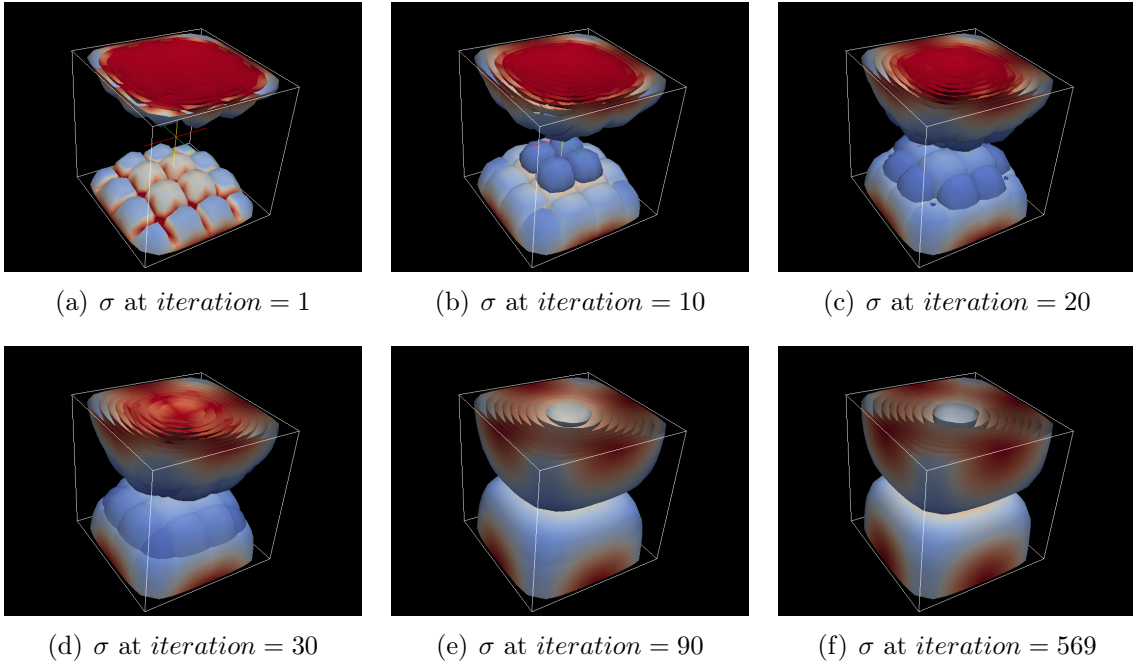 (a) σ at iteration = 1
(b) σ at iteration = 10
(c) σ at iteration = 20
(d) σ at iteration = 30
(e) σ at iteration = 90
(f) σ at iteration = 569